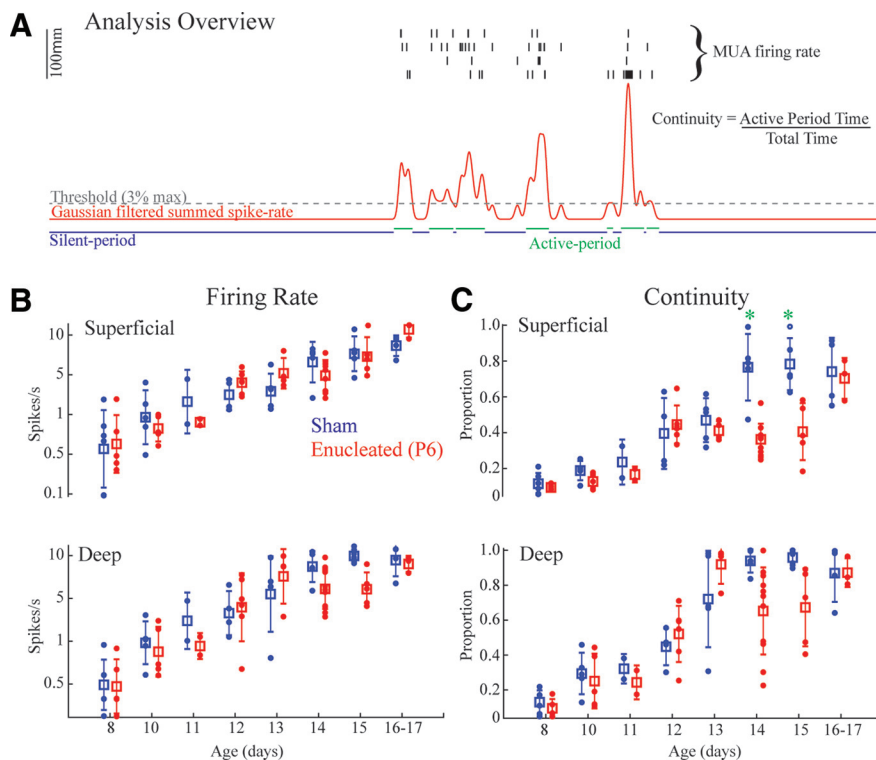 A Analysis Overview
100mm
MUA firing rate
Continuity = Active Period Time
Total Time
Threshold (3% max)
Gaussian filtered summed spike-rate
Silent-period
Active-period
B Firing Rate
Superficial
Spikes/s
10
5
1
0.5
0.1
Sham
Enucleated (P6)
Deep
Spikes/s
10
5
1
0.5
8 10 11 12 13 14 15 16-17
Age (days)
C Continuity
Superficial
* *
Proportion
1.0
0.8
0.6
0.4
0.2
0
Deep
Proportion
1.0
0.8
0.6
0.4
0.2
0
8 10 11 12 13 14 15 16-17
Age (days)